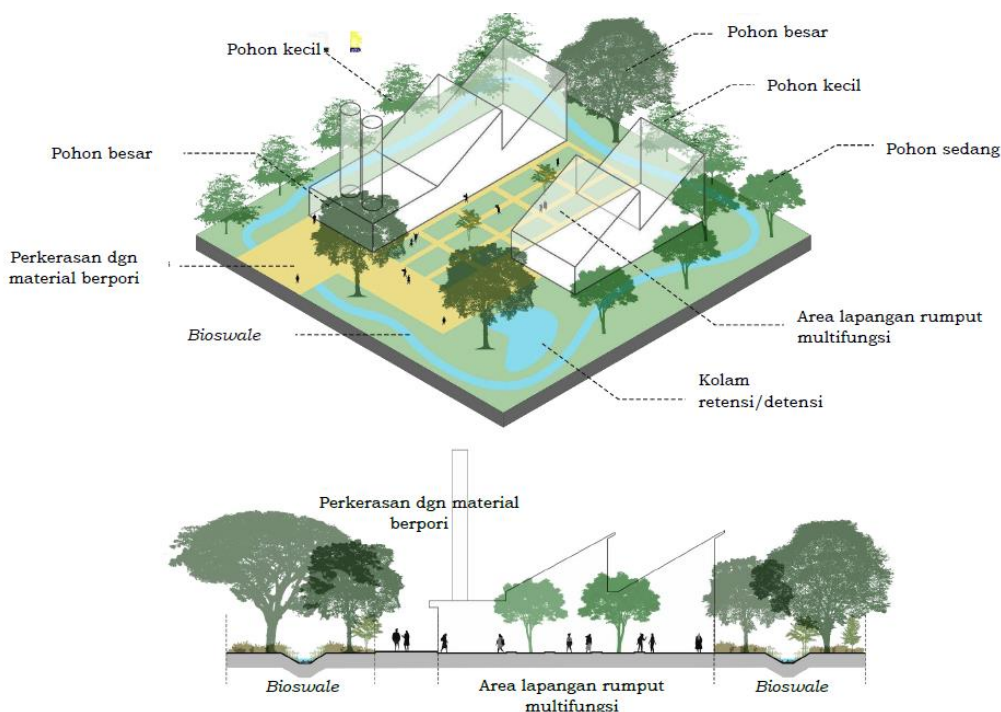 Pohon kecil
Pohon besar
Pohon kecil
Pohon besar
Pohon sedang
Perkerasan dgn
material berpori
Bioswale
Area lapangan rumput
multifungsi
Kolam
retensi/detensi
Perkerasan dgn material
berpori
Bioswale
Area lapangan rumput
multifungsi
Bioswale